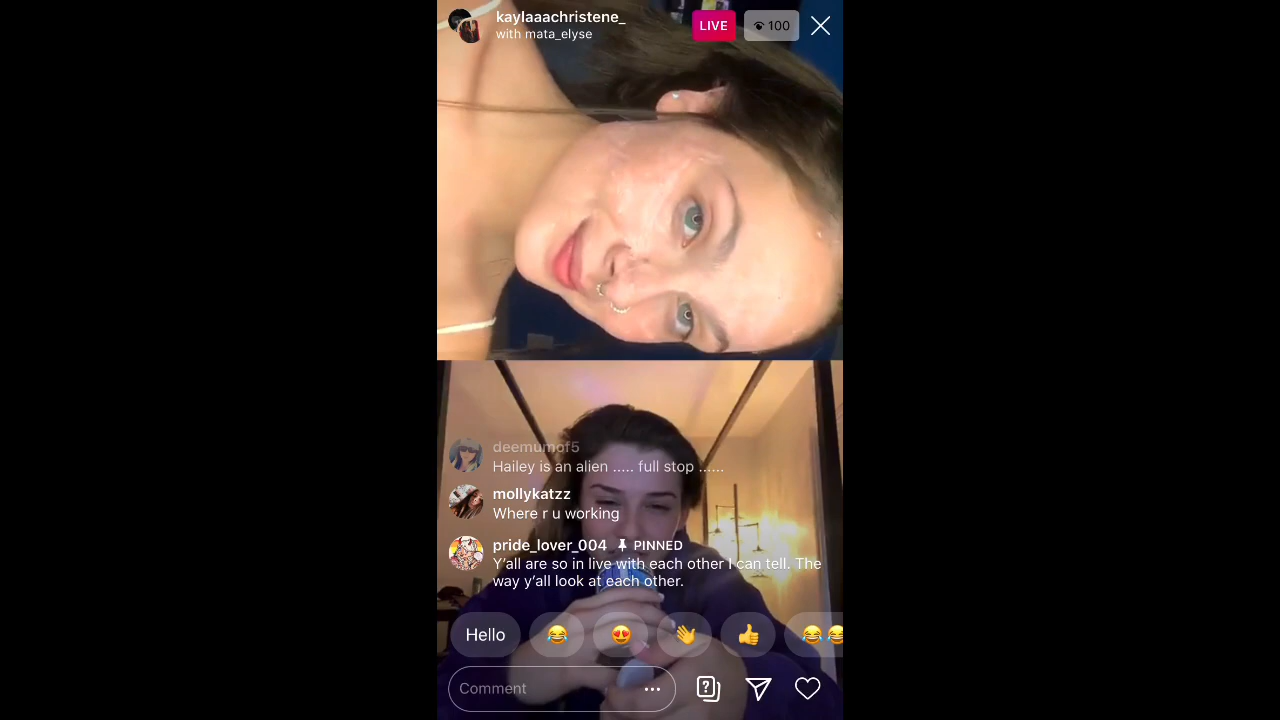 kaylaaachristene_
with mata_elyse
LIVE
100
deemumof5
Hailey is an alien ..... full stop ......
mollykatzz
Where r u working
pride_lover_004 PINNED
Y'all are so in live with each other I can tell. The
way y'all look at each other.
Hello
Comment